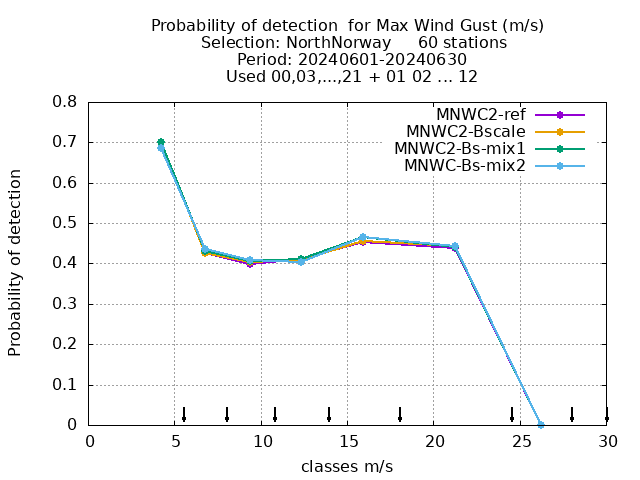 Probability of detection  for Max Wind Gust (m/s)
Selection: NorthNorway     60 stations
Period: 20240601-20240630
Used 00,03,...,21 + 01 02 ... 12
MNWC2-ref
MNWC2-Bscale
MNWC2-Bs-mix1
MNWC-Bs-mix2
Probability of detection
0.8
0.7
0.6
0.5
0.4
0.3
0.2
0.1
0
0 5 10 15 20 25 30
classes m/s